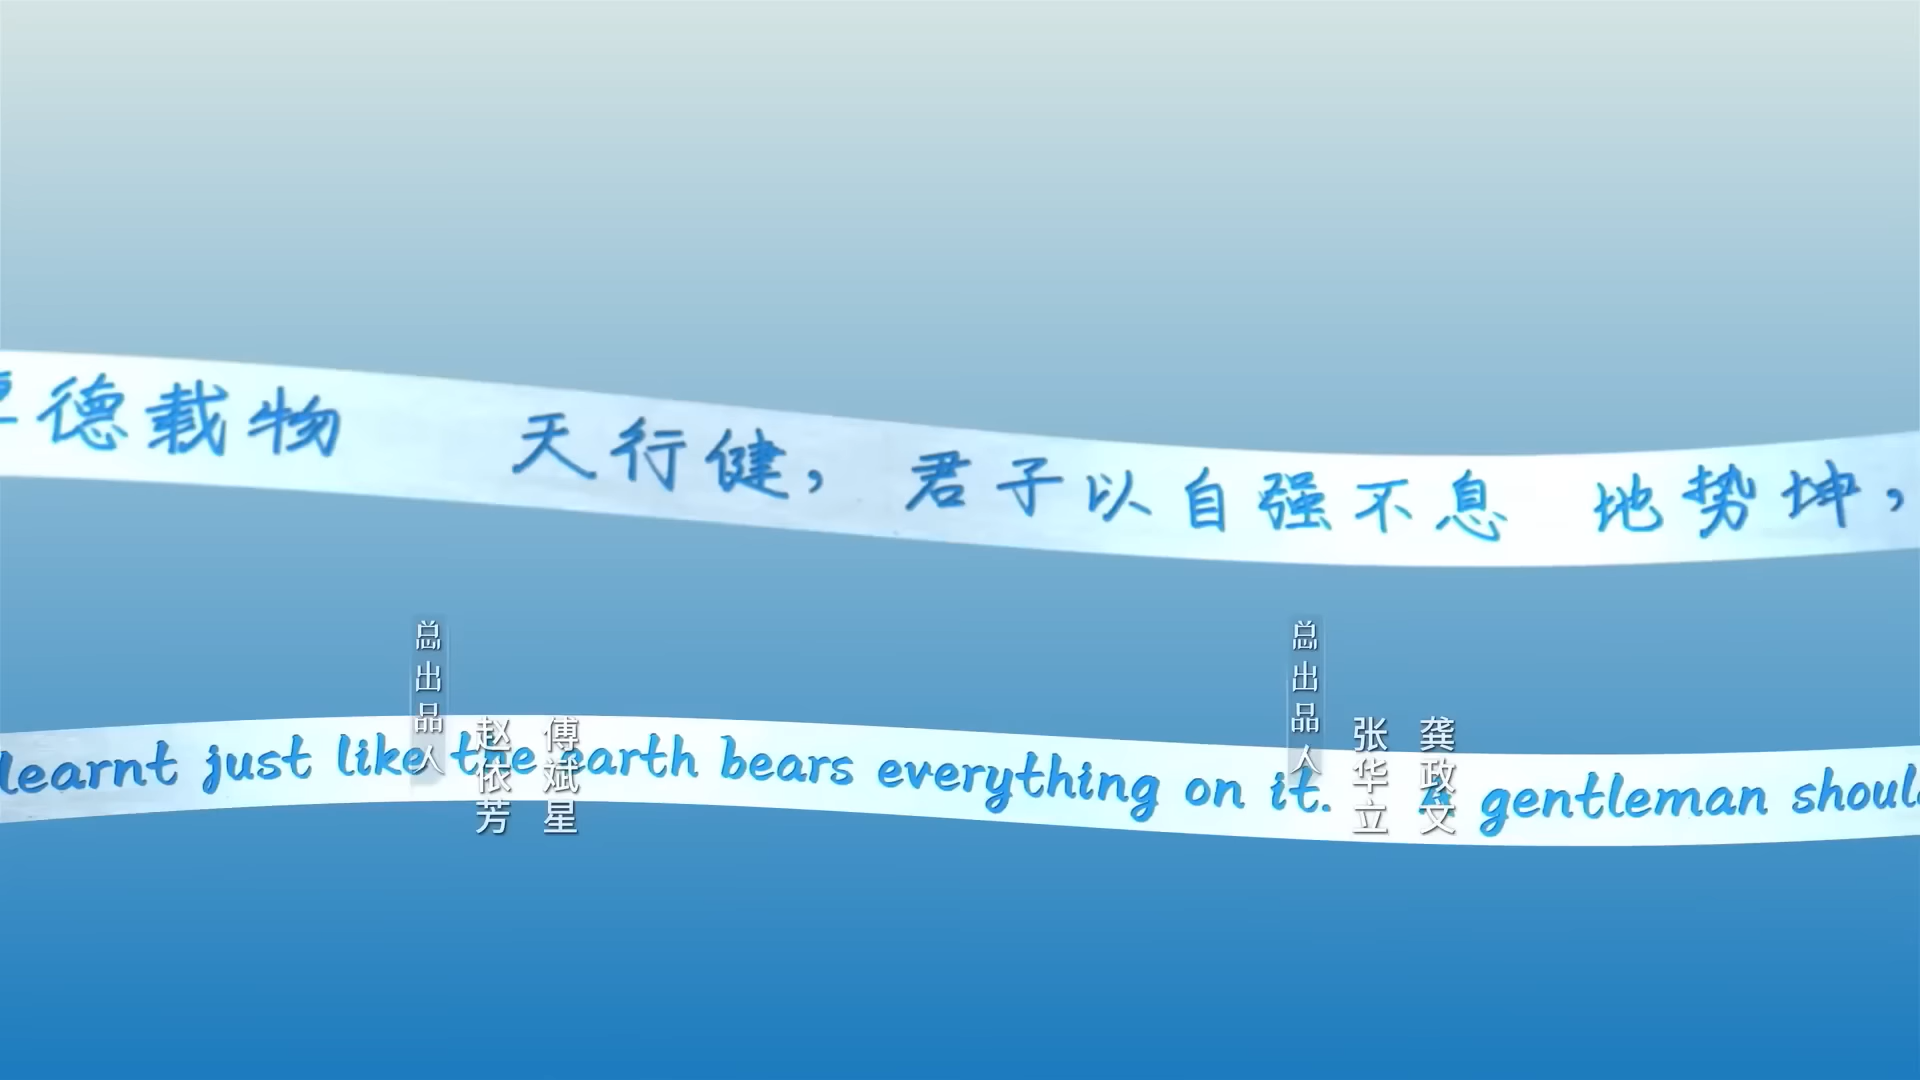 德载物 天行健，君子以自强不息 地势坤，
总出品人
赵依芳
傅斌星
总出品人
张华立
龚政文
learnt just like the earth bears everything on it. A gentleman